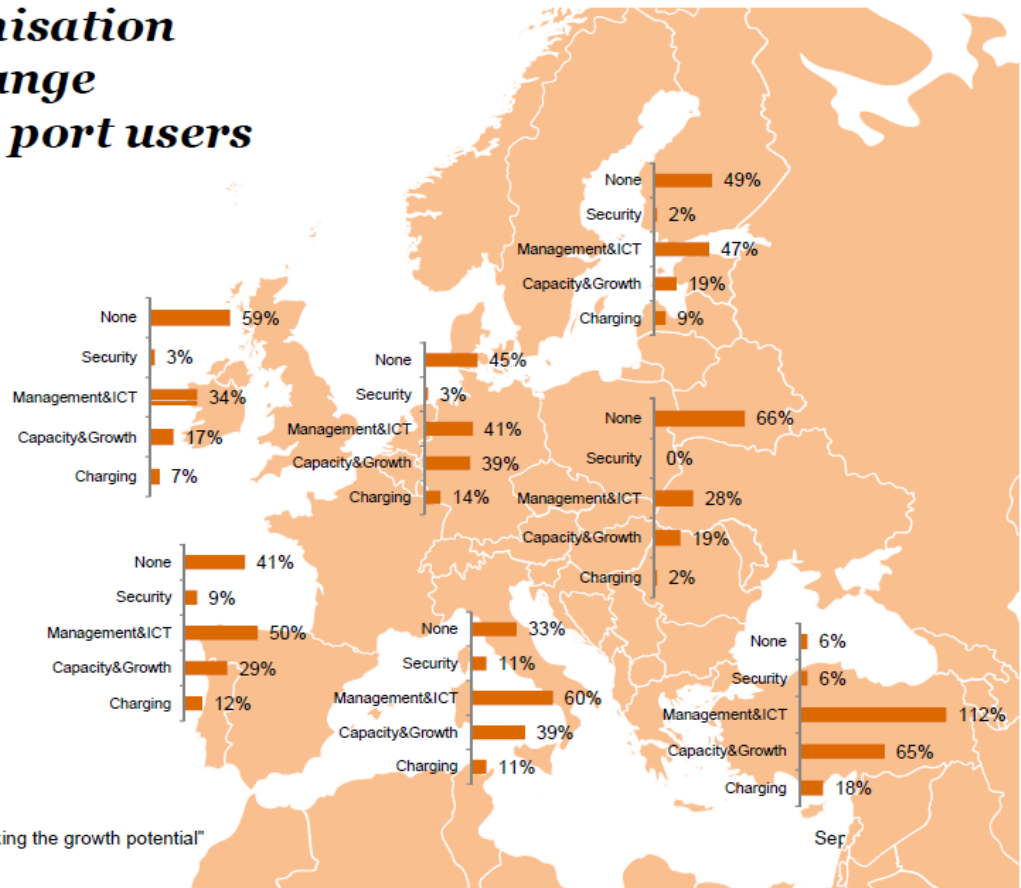 nisation
ange
port users
None 49%
Security 2%
Management&ICT 47%
Capacity&Growth 19%
Charging 9%
None 59%
Security 3%
Management&ICT 34%
Capacity&Growth 17%
Charging 7%
None 45%
Security 3%
Management&ICT 41%
Capacity&Growth 39%
Charging 14%
None 66%
Security 0%
Management&ICT 28%
Capacity&Growth 19%
Charging 2%
None 41%
Security 9%
Management&ICT 50%
Capacity&Growth 29%
Charging 12%
None 33%
Security 11%
Management&ICT 60%
Capacity&Growth 39%
Charging 11%
None 6%
Security 6%
Management&ICT 112%
Capacity&Growth 65%
Charging 18%
king the growth potential" Sep